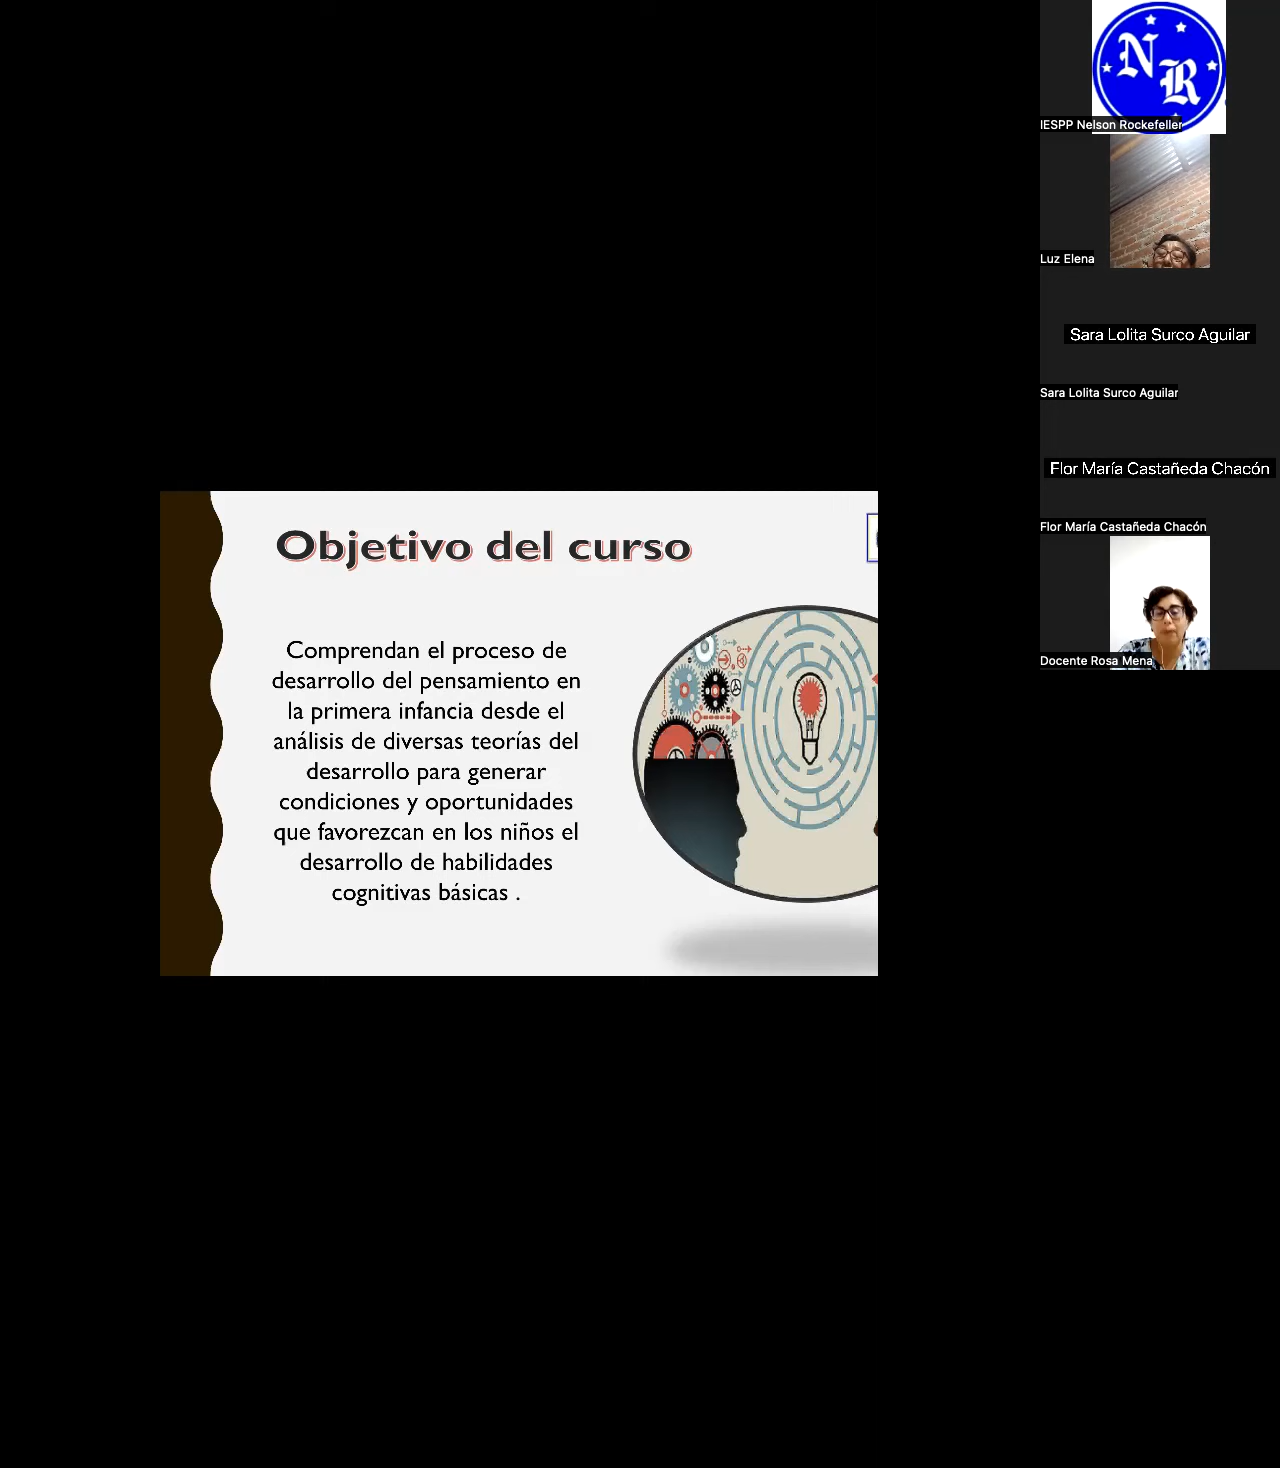 N
R
IESPP Nelson Rockefeller
Luz Elena
Sara Lolita Surco Aguilar
Sara Lolita Surco Aguilar
Flor María Castañeda Chacón
Flor María Castañeda Chacón
Docente Rosa Mena
Objetivo del curso
Comprendan el proceso de
desarrollo del pensamiento en
la primera infancia desde el
análisis de diversas teorías del
desarrollo para generar
condiciones y oportunidades
que favorezcan en los niños el
desarrollo de habilidades
cognitivas básicas .